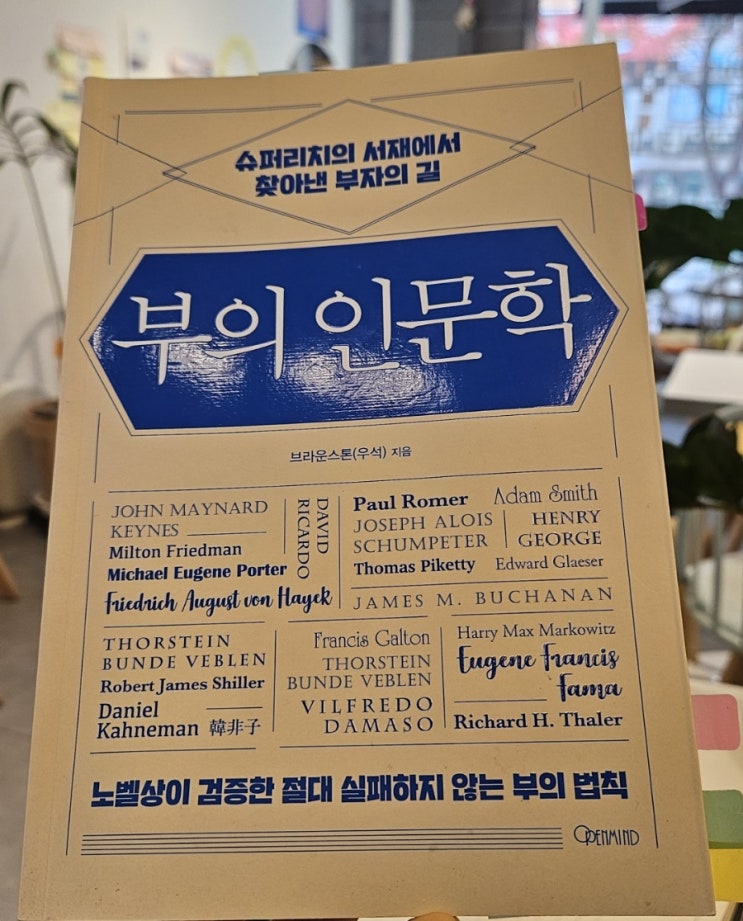 슈퍼리치의 서재에서
찾아낸 부자의 길
부의 인문학
브라운스톤(우석) 지음
JOHN MAYNARD
KEYNES
Milton Friedman
Michael Eugene Porter
Friedrich August von Hayek
DAVID
RICARDO
Paul Romer
Adam Smith
JOSEPH ALOIS
SCHUMPETER
HENRY
GEORGE
Thomas Piketty
Edward Glaeser
JAMES M. BUCHANAN
THORSTEIN
BUNDE VEBLEN
Robert James Shiller
Daniel
Kahneman 韓非子
Francis Galton
THORSTEIN
BUNDE VEBLEN
VILFREDO
DAMASO
Harry Max Markowitz
Eugene Francis
Fama
Richard H. Thaler
노벨상이 검증한 절대 실패하지 않는 부의 법칙
OPENMIND